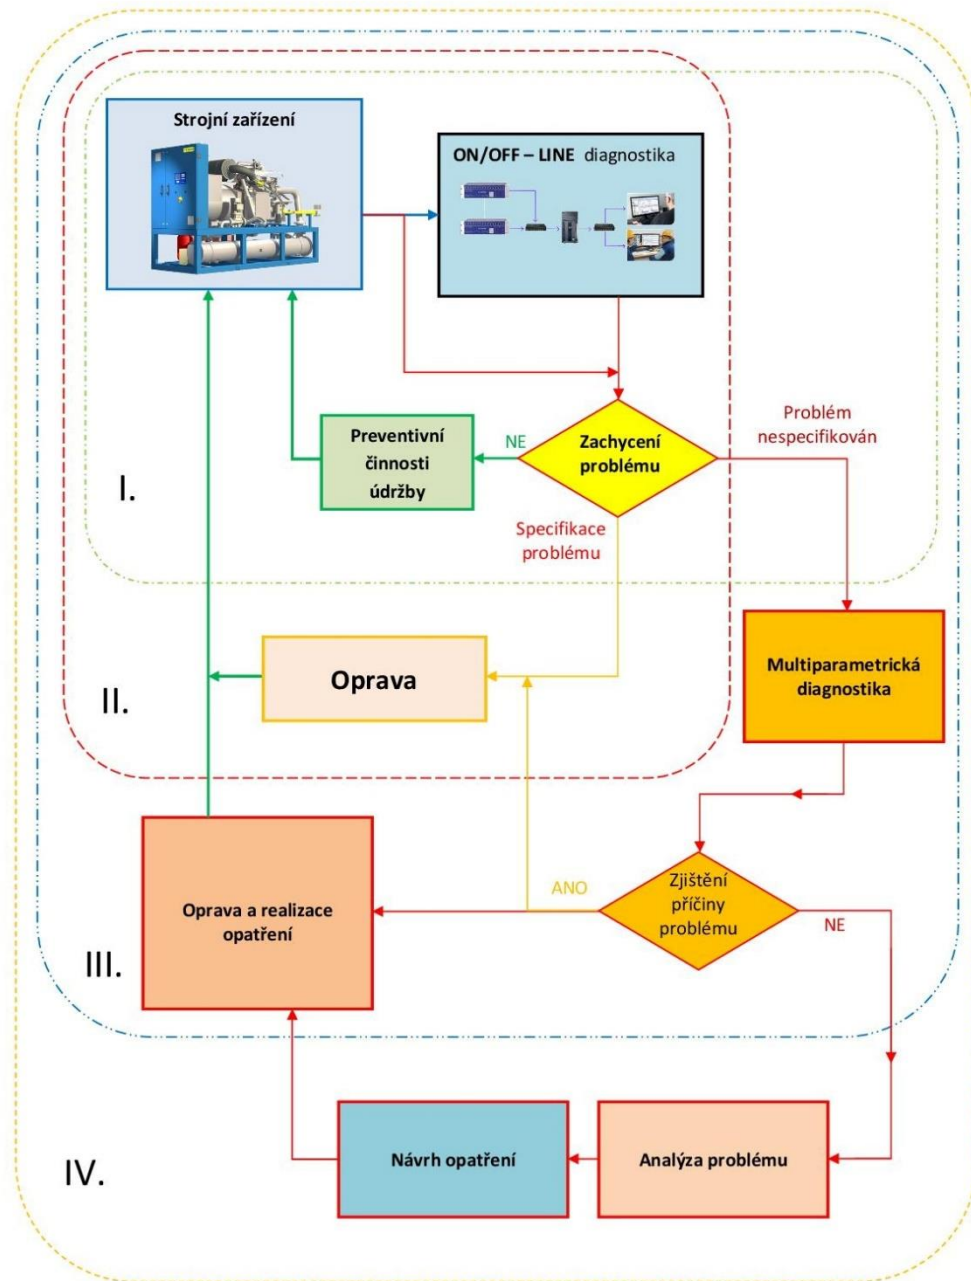 Strojní zařízení
ON/OFF – LINE diagnostika
Problém
nespecifikován
NE
Zachycení
problému
Preventivní
činnosti
údržby
I.
Specifikace
problému
Multiparametrická
diagnostika
Oprava
II.
Zjištění
příčiny
problému
ANO
NE
Oprava a realizace
opatření
III.
Návrh opatření
Analýza problému
IV.